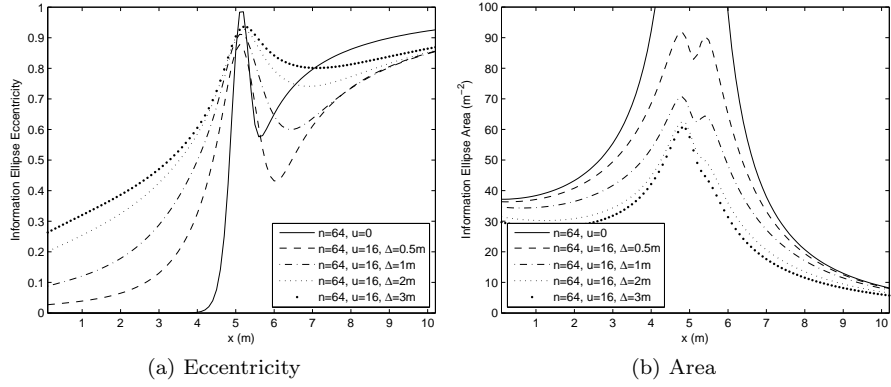 1
0.9
0.8
0.7
0.6
0.5
0.4
0.3
0.2
0.1
0
Information Ellipse Eccentricity
1 2 3 4 5 6 7 8 9 10
x (m)
n=64, u=0
n=64, u=16, Δ=0.5m
n=64, u=16, Δ=1m
n=64, u=16, Δ=2m
n=64, u=16, Δ=3m
(a) Eccentricity
100
90
80
70
60
50
40
30
20
10
0
Information Ellipse Area (m⁻²)
1 2 3 4 5 6 7 8 9 10
x (m)
n=64, u=0
n=64, u=16, Δ=0.5m
n=64, u=16, Δ=1m
n=64, u=16, Δ=2m
n=64, u=16, Δ=3m
(b) Area